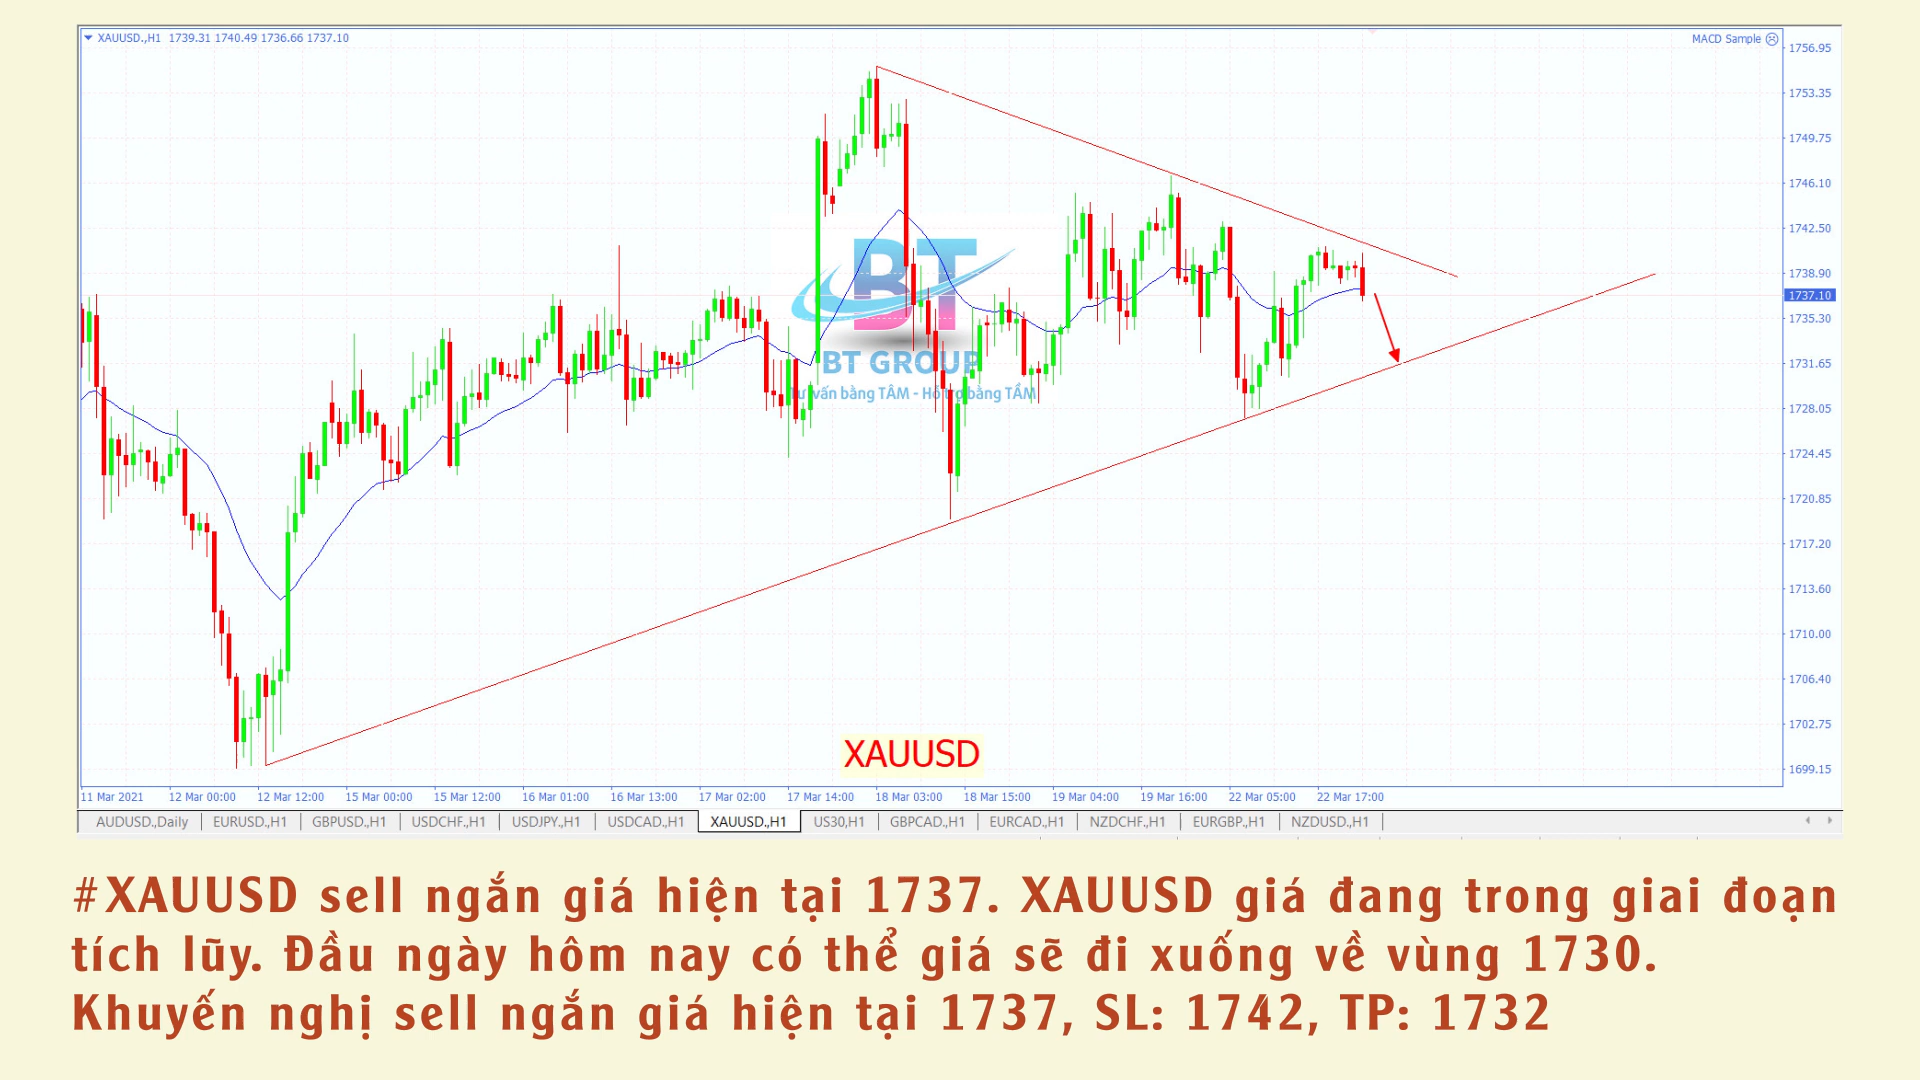 XAUUSD.,H1 1739.31 1740.49 1736.66 1737.10
MACD Sample
1756.95
1753.35
1749.75
1746.10
1742.50
1738.90
1737.10
1735.30
1731.65
1728.05
1724.45
1720.85
1717.20
1713.60
1710.00
1706.40
1702.75
1699.15
BT
BT GROUP
Tư vấn bằng TÂM - Hỗ trợ bằng TẦM
XAUUSD
11 Mar 2021 12 Mar 00:00 12 Mar 12:00 15 Mar 00:00 15 Mar 12:00 16 Mar 01:00 16 Mar 13:00 17 Mar 02:00 17 Mar 14:00 18 Mar 03:00 18 Mar 15:00 19 Mar 04:00 19 Mar 16:00 22 Mar 05:00 22 Mar 17:00
AUDUSD.,Daily EURUSD.,H1 GBPUSD.,H1 USDCHF.,H1 USDJPY.,H1 USDCAD.,H1 XAUUSD.,H1 US30,H1 GBPCAD.,H1 EURCAD.,H1 NZDCHF.,H1 EURGBP.,H1 NZDUSD.,H1
#XAUUSD sell ngắn giá hiện tại 1737. XAUUSD giá đang trong giai đoạn
tích lũy. Đầu ngày hôm nay có thể giá sẽ đi xuống về vùng 1730.
Khuyến nghị sell ngắn giá hiện tại 1737, SL: 1742, TP: 1732